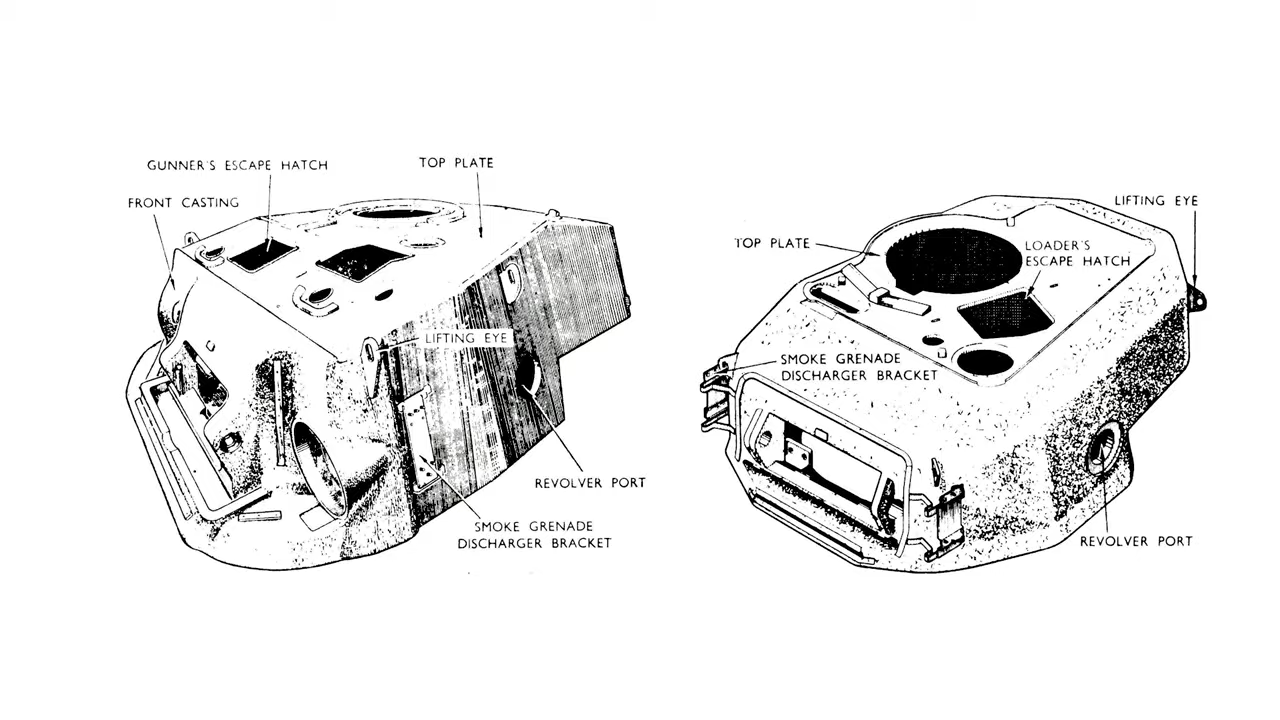 GUNNER'S ESCAPE HATCH
TOP PLATE
FRONT CASTING
LIFTING EYE
REVOLVER PORT
SMOKE GRENADE
DISCHARGER BRACKET
LIFTING EYE
TOP PLATE
LOADER'S
ESCAPE HATCH
SMOKE GRENADE
DISCHARGER BRACKET
REVOLVER PORT